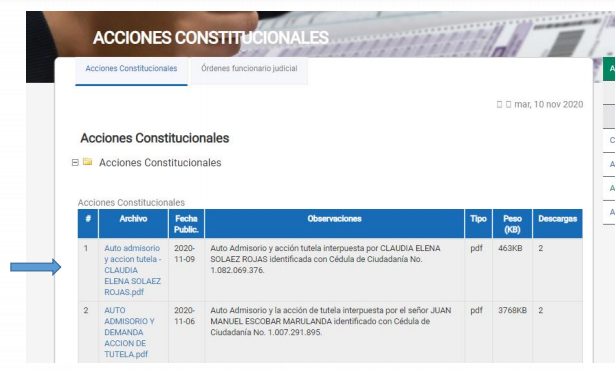 ACCIONES CONSTITUCIONALES
Acciones Constitucionales Órdenes funcionario judicial
A
mar, 10 nov 2020
Acciones Constitucionales
Acciones Constitucionales
C
A
A
A
Acciones Constitucionales
# Archivo Fecha Public. Observaciones Tipo Peso (KB) Descargas
1 Auto admisorio 2020- Auto Admisorio y acción tutela interpuesta por CLAUDIA ELENA pdf 463KB 2
y accion tutela - 11-09 SOLAEZ ROJAS identificada con Cédula de Ciudadanía No.
CLAUDIA 1.082.069.376.
ELENA SOLAEZ
ROJAS.pdf
2 AUTO 2020- Auto Admisorio y la acción de tutela interpuesta por el señor JUAN pdf 3768KB 2
ADMISORIO Y 11-06 MANUEL ESCOBAR MARULANDA identificado con Cédula de
DEMANDA Ciudadanía No. 1.007.291.895.
ACCION DE
TUTELA.pdf